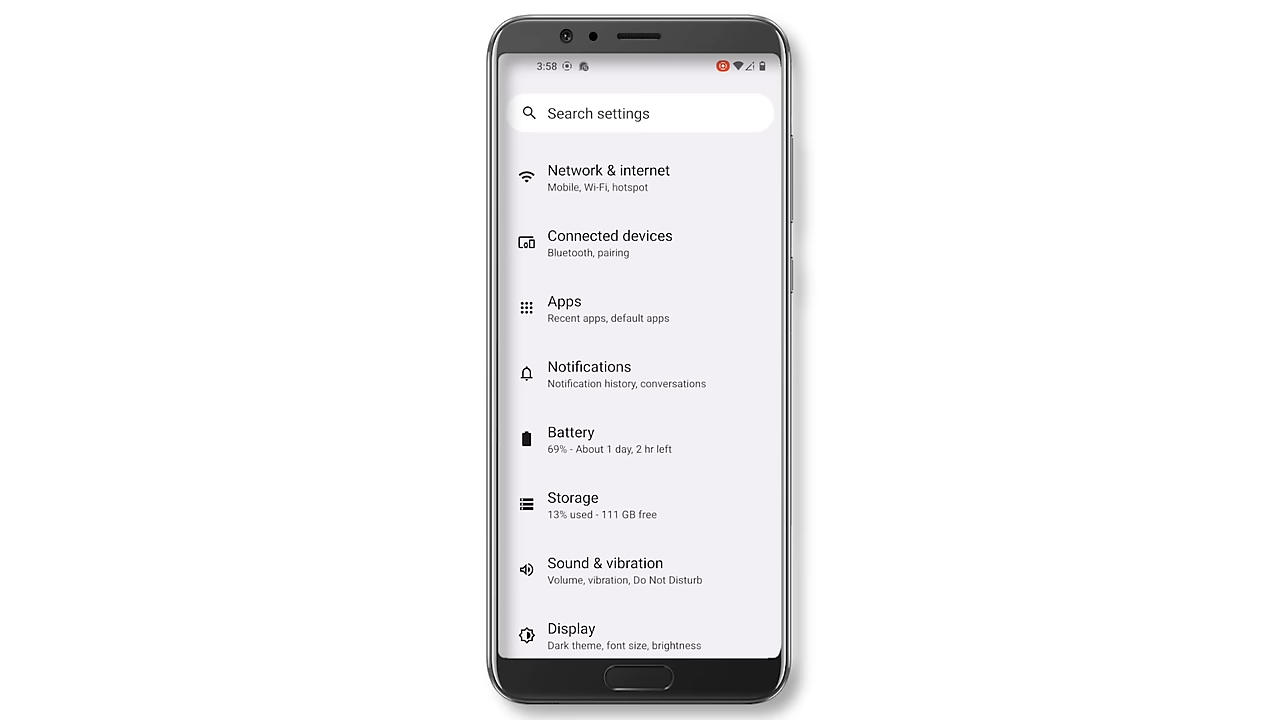 3:58
Search settings
Network & internet
Mobile, Wi-Fi, hotspot
Connected devices
Bluetooth, pairing
Apps
Recent apps, default apps
Notifications
Notification history, conversations
Battery
69% - About 1 day, 2 hr left
Storage
13% used - 111 GB free
Sound & vibration
Volume, vibration, Do Not Disturb
Display
Dark theme, font size, brightness